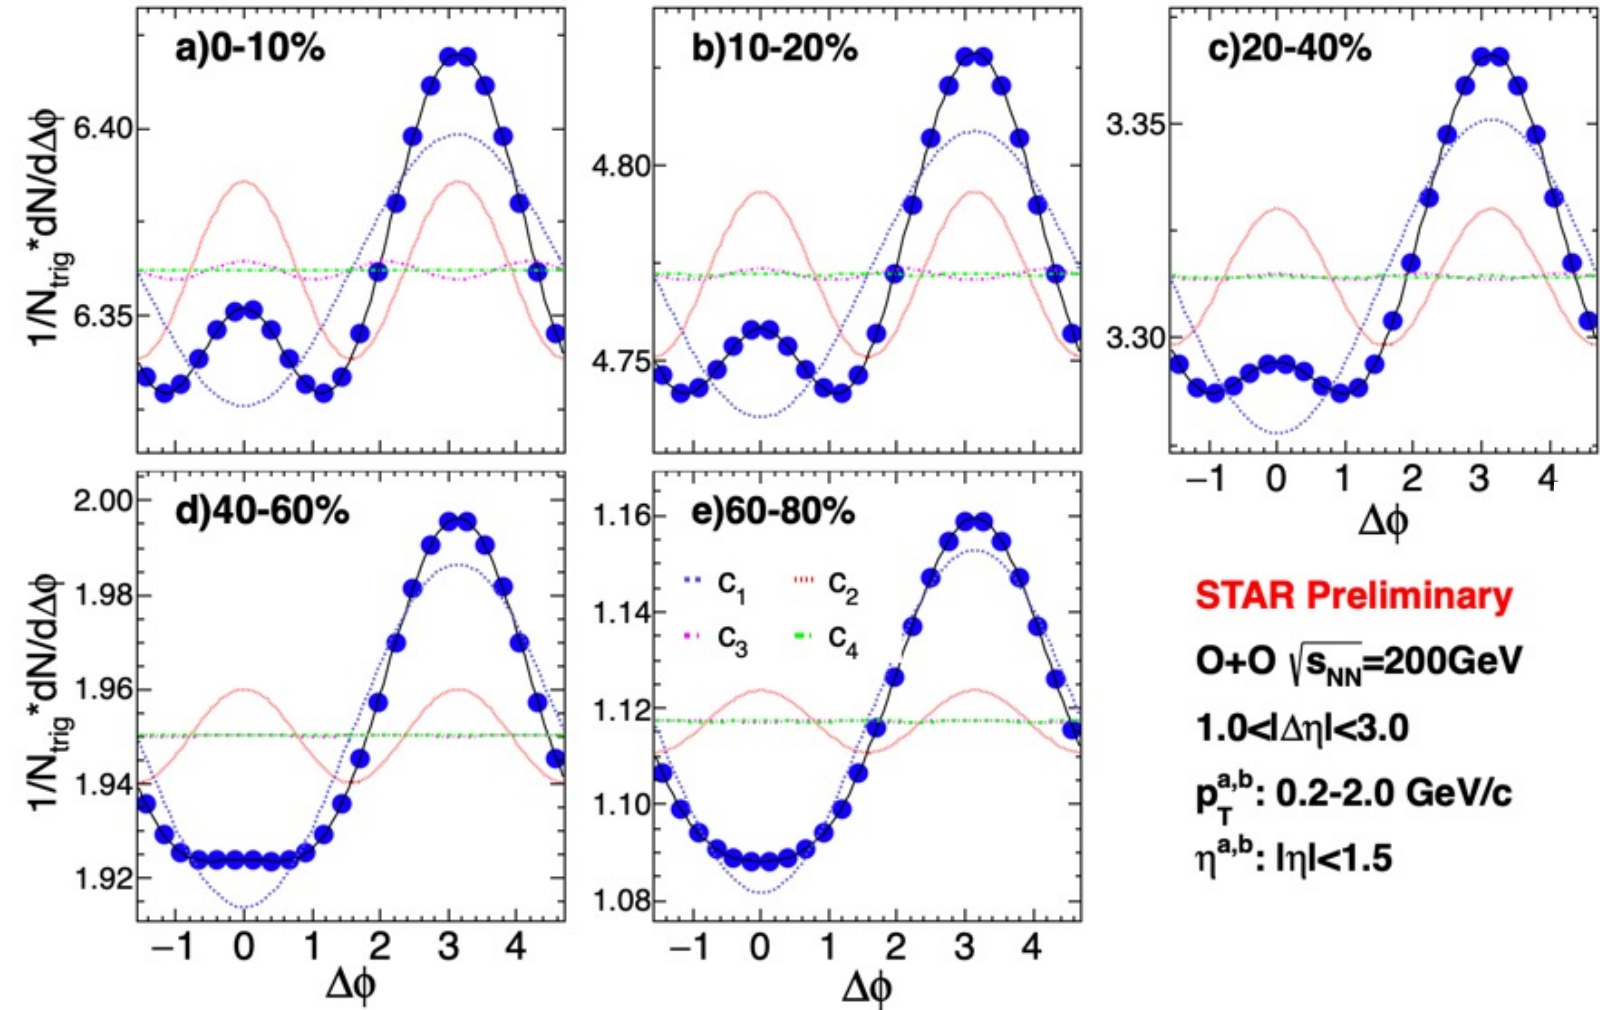 a)0-10%
b)10-20%
c)20-40%
1/N_trig*dN/dΔϕ
6.40
6.35
4.80
4.75
3.35
3.30
−1 0 1 2 3 4
Δϕ
d)40-60%
e)60-80%
1/N_trig*dN/dΔϕ
2.00
1.98
1.96
1.94
1.92
1.16
1.14
1.12
1.10
1.08
C₁ C₂
C₃ C₄
−1 0 1 2 3 4
Δϕ
−1 0 1 2 3 4
Δϕ
STAR Preliminary
O+O √s_NN=200GeV
1.0<|Δη|<3.0
p_T^a,b: 0.2-2.0 GeV/c
η^a,b: |η|<1.5